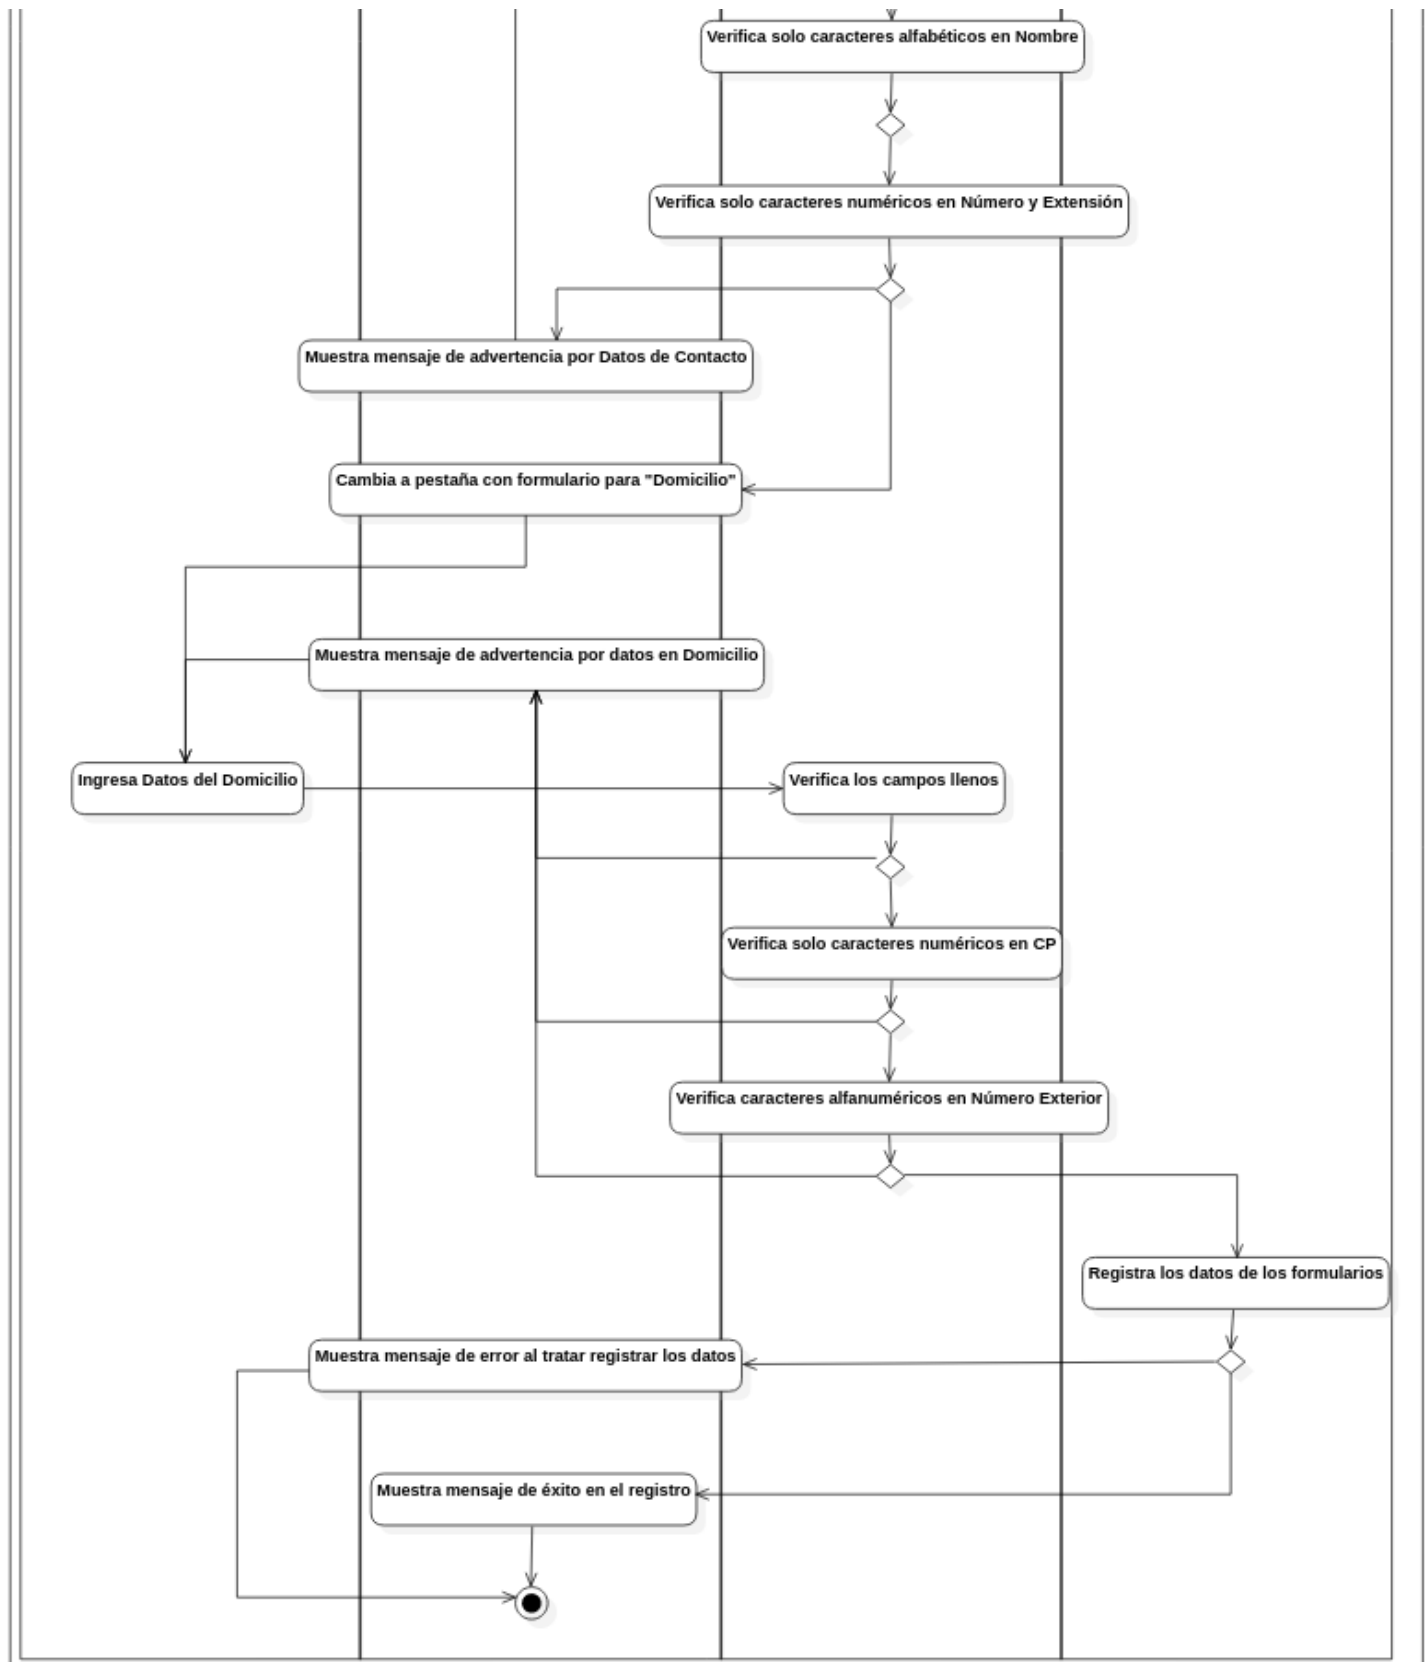 Verifica solo caracteres alfabéticos en Nombre
Verifica solo caracteres numéricos en Número y Extensión
Muestra mensaje de advertencia por Datos de Contacto
Cambia a pestaña con formulario para "Domicilio"
Muestra mensaje de advertencia por datos en Domicilio
Ingresa Datos del Domicilio
Verifica los campos llenos
Verifica solo caracteres numéricos en CP
Verifica caracteres alfanuméricos en Número Exterior
Registra los datos de los formularios
Muestra mensaje de error al tratar registrar los datos
Muestra mensaje de éxito en el registro